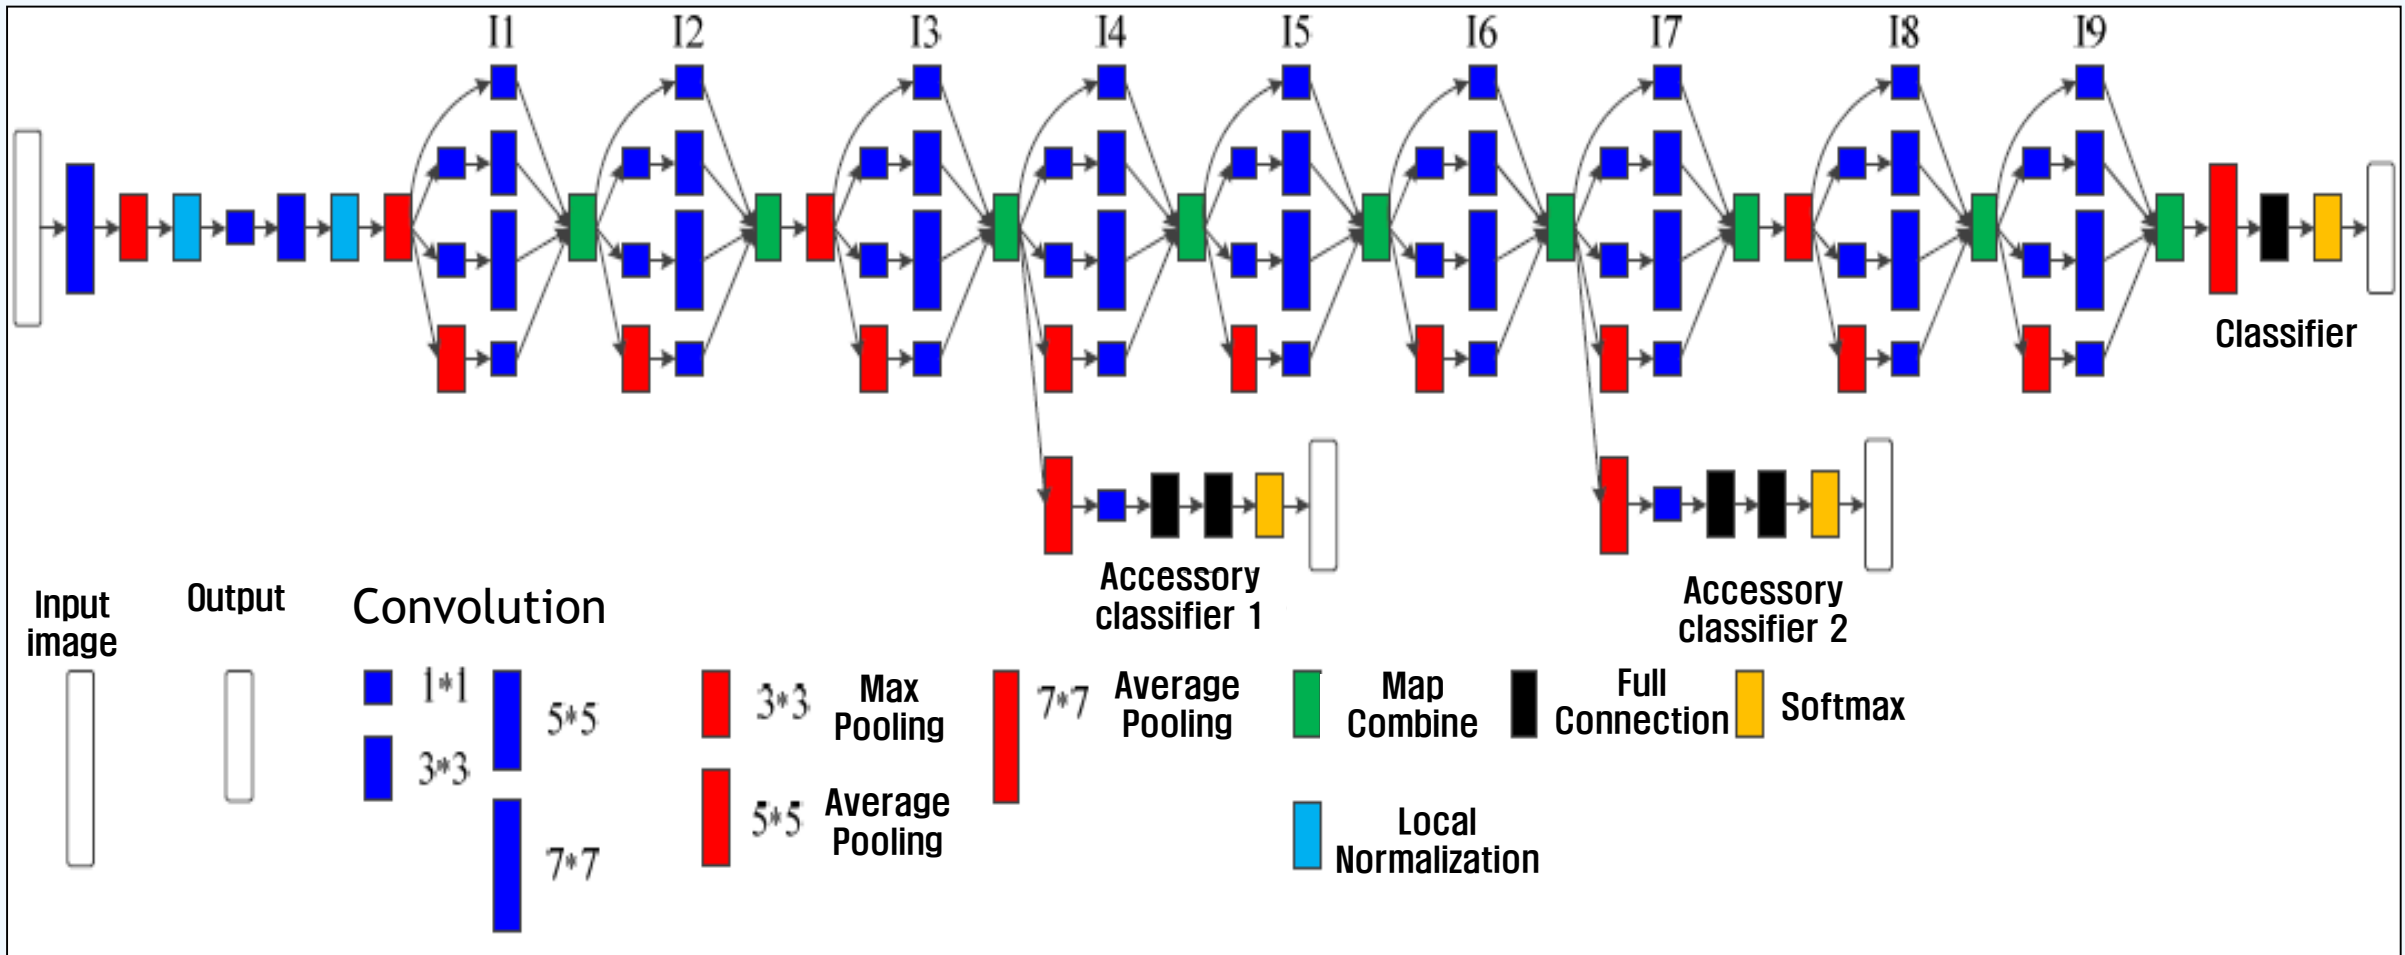 I1 I2 I3 I4 I5 I6 I7 I8 I9
Classifier
Accessory
classifier 1
Accessory
classifier 2
Input
image
Output
Convolution
1*1
3*3
5*5
7*7
3*3
Max
Pooling
5*5
Average
Pooling
7*7
Average
Pooling
Map
Combine
Full
Connection
Softmax
Local
Normalization